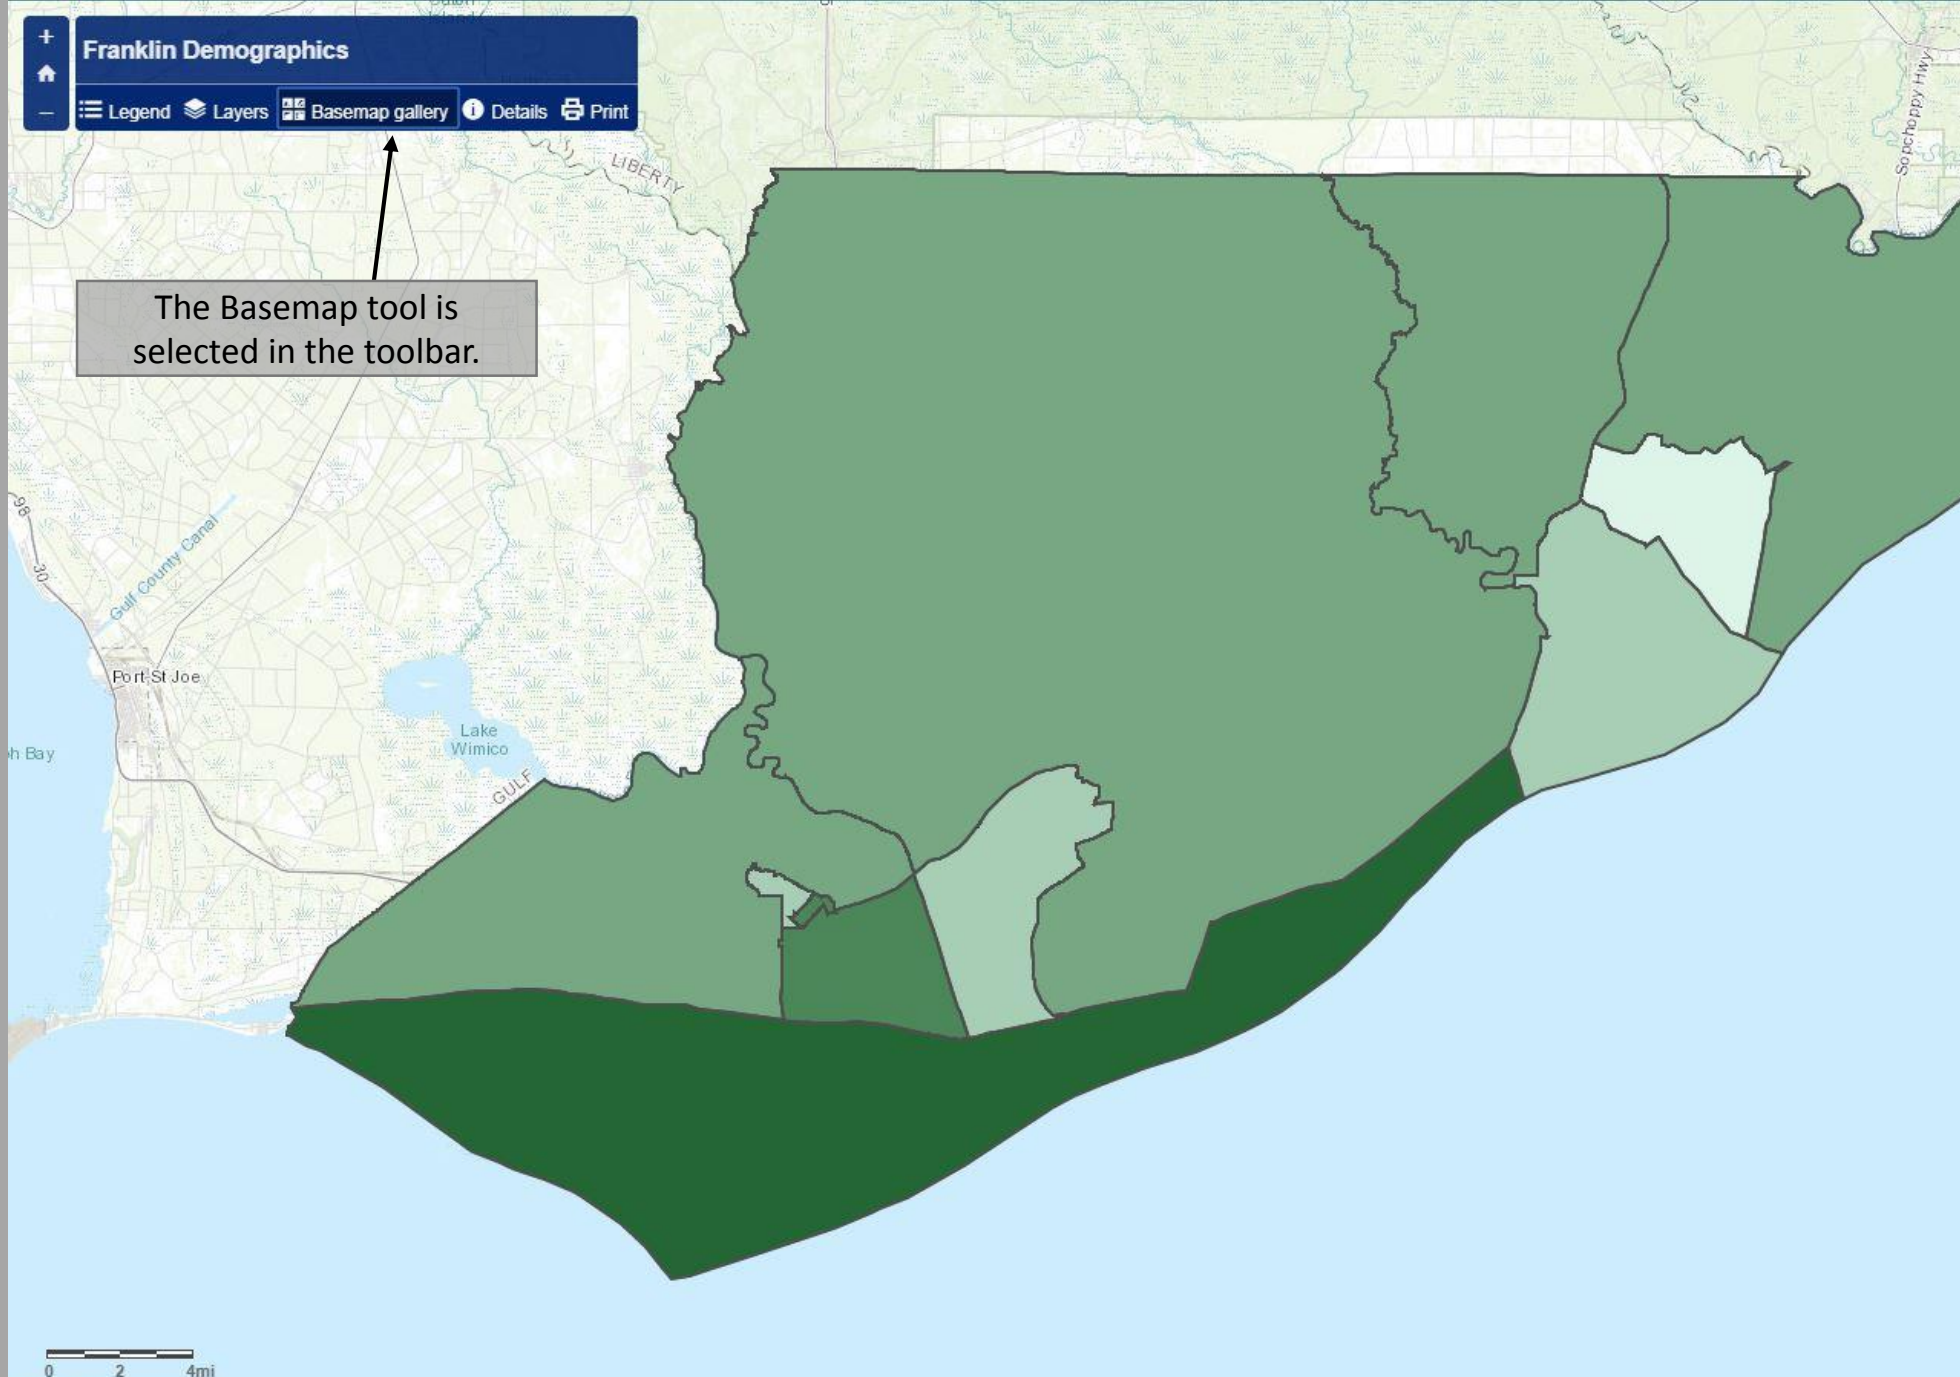 +
Franklin Demographics
–
Legend Layers Basemap gallery Details Print
LIBERTY
Sopchoppy Hwy
The Basemap tool is
selected in the toolbar.
98
30
Gulf County Canal
Port St Joe
Lake
Wimico
h Bay
GULF
0 2 4mi